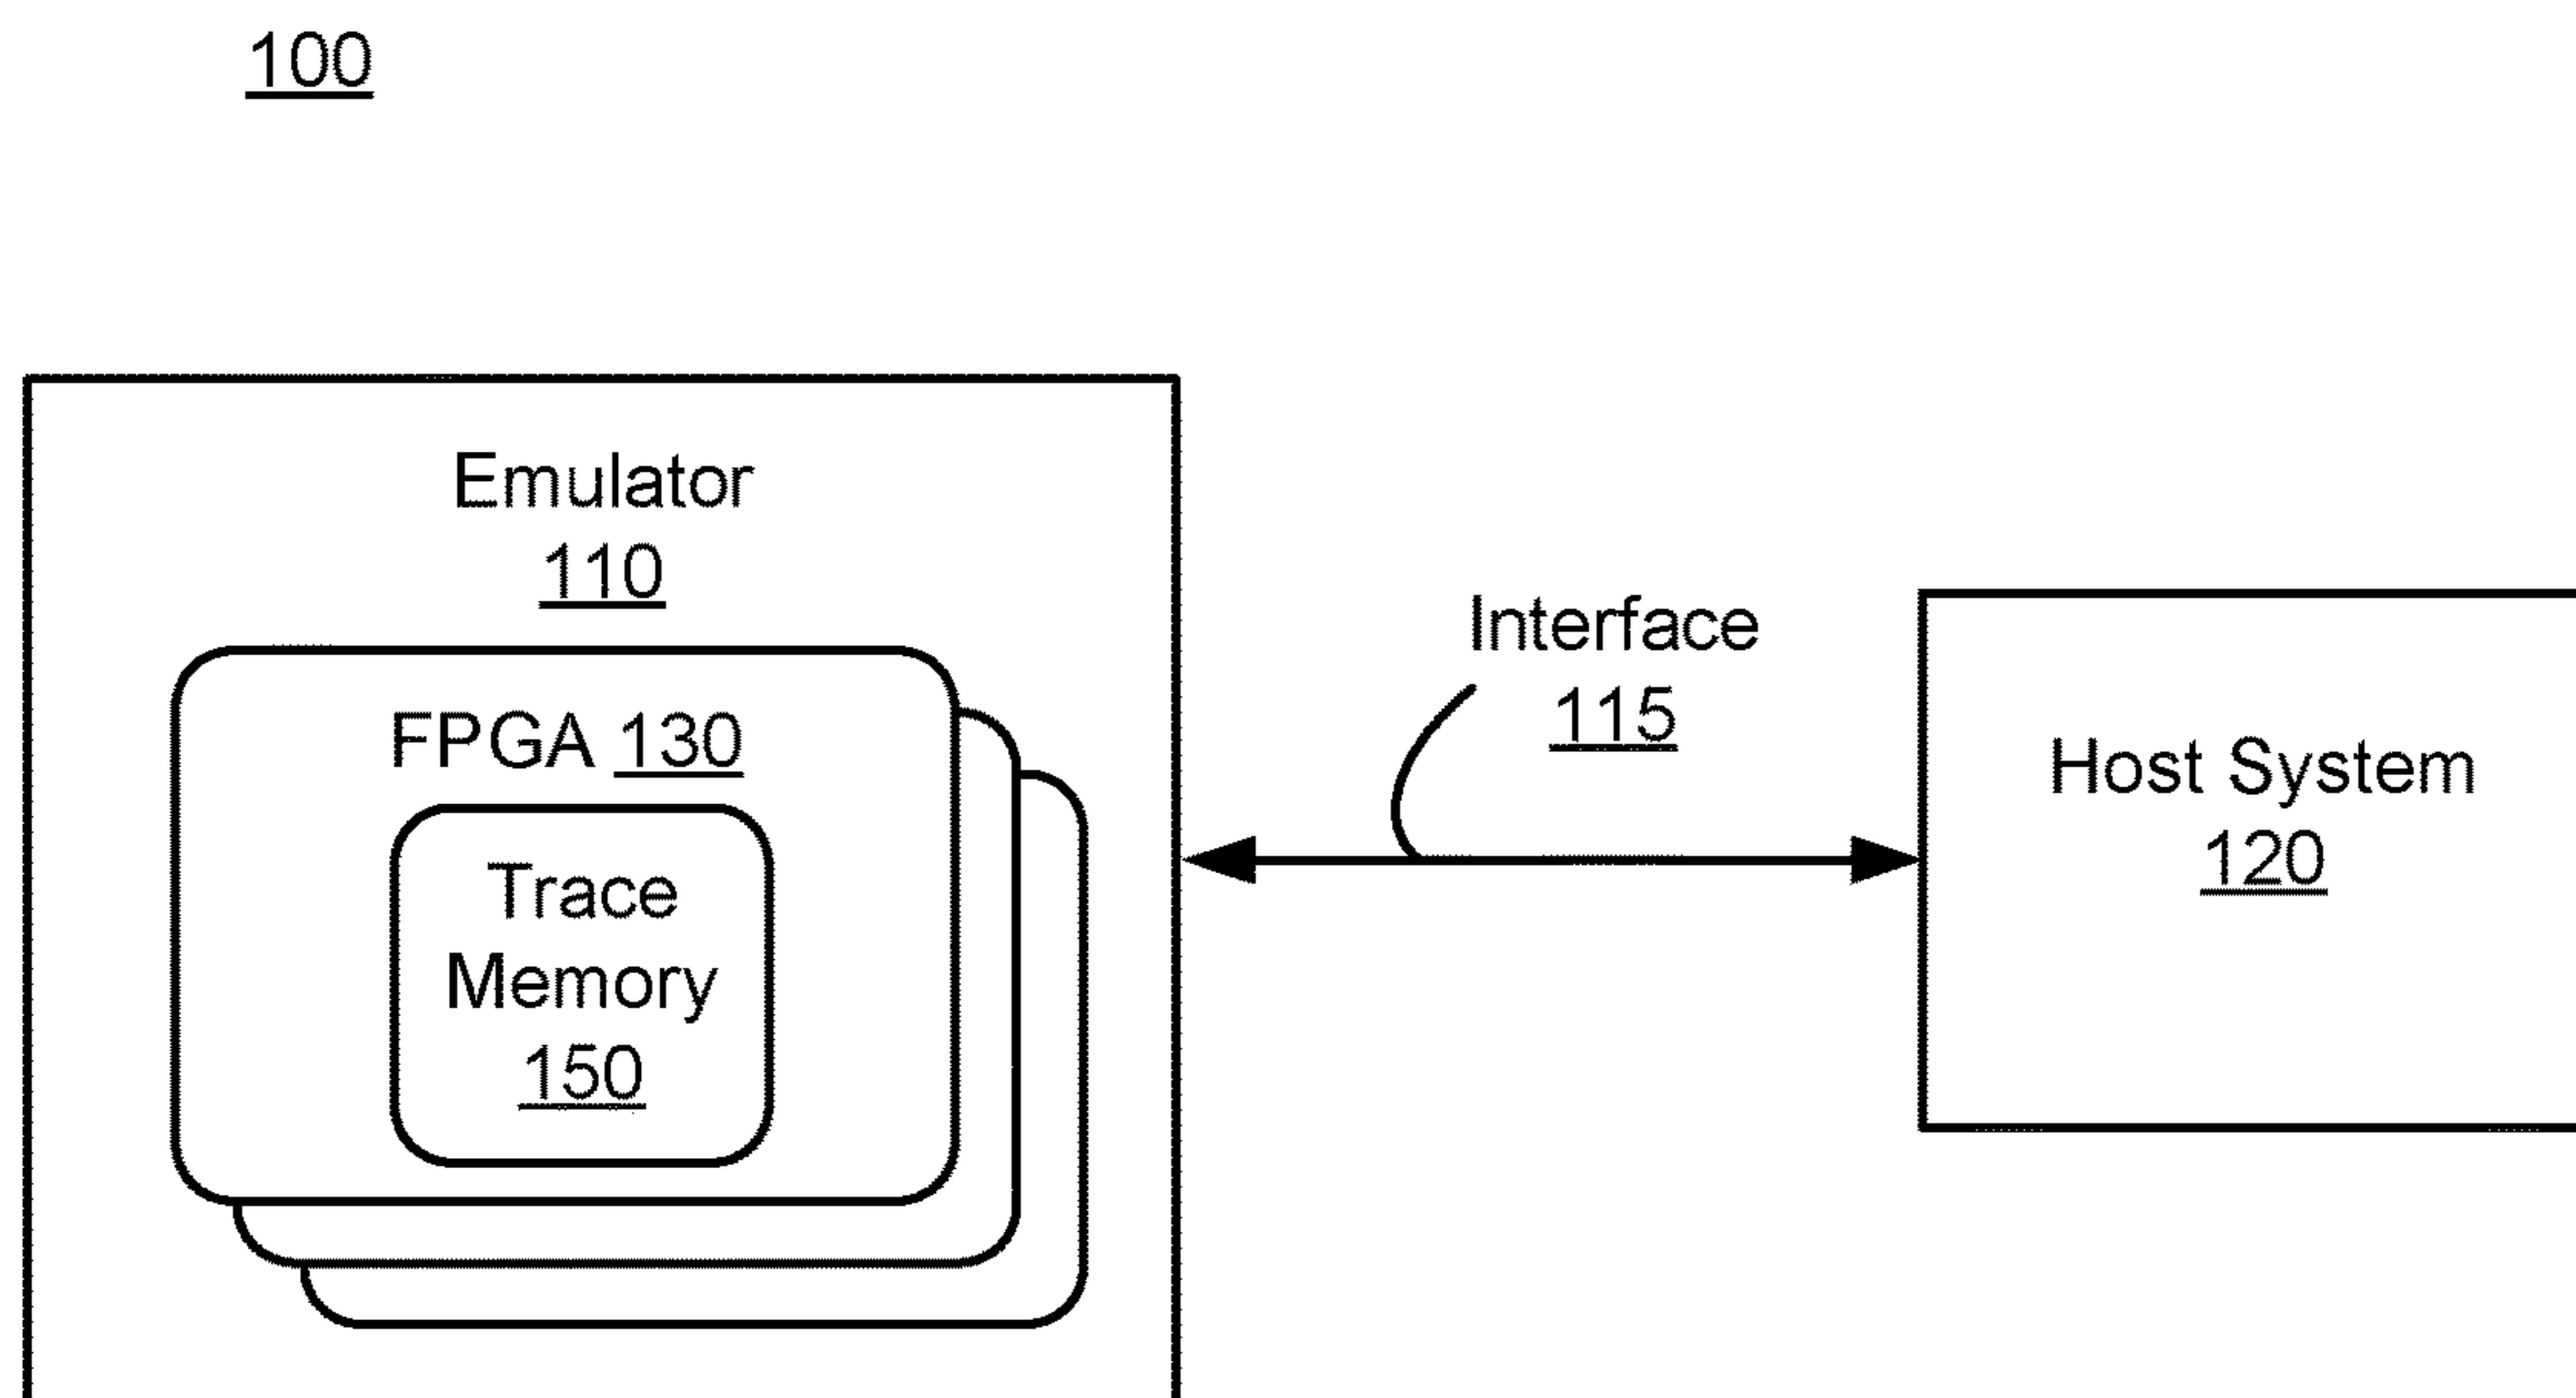 100
Emulator
110
FPGA 130
Trace
Memory
150
Interface
115
Host System
120